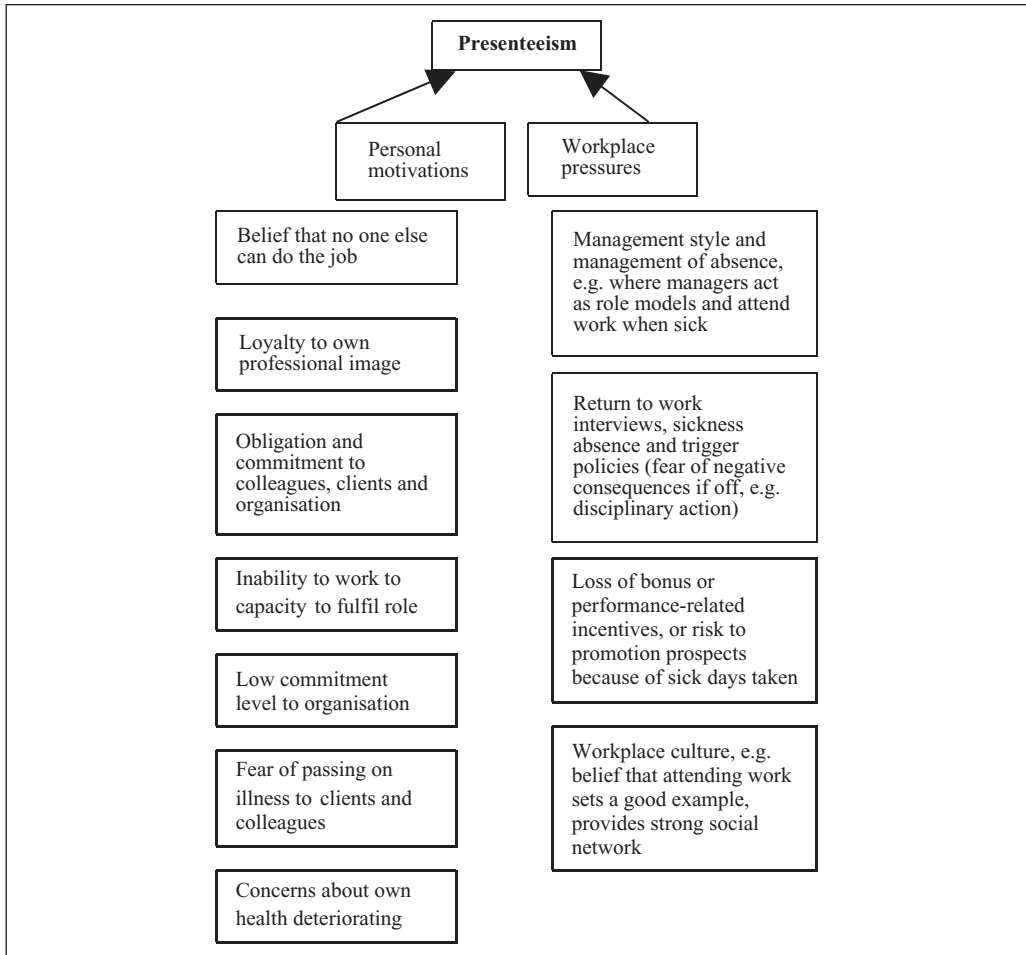 Presenteeism
Personal
motivations
Workplace
pressures
Belief that no one else
can do the job
Loyalty to own
professional image
Obligation and
commitment to
colleagues, clients and
organisation
Inability to work to
capacity to fulfil role
Low commitment
level to organisation
Fear of passing on
illness to clients and
colleagues
Concerns about own
health deteriorating
Management style and
management of absence,
e.g. where managers act
as role models and attend
work when sick
Return to work
interviews, sickness
absence and trigger
policies (fear of negative
consequences if off, e.g.
disciplinary action)
Loss of bonus or
performance-related
incentives, or risk to
promotion prospects
because of sick days taken
Workplace culture, e.g.
belief that attending work
sets a good example,
provides strong social
network